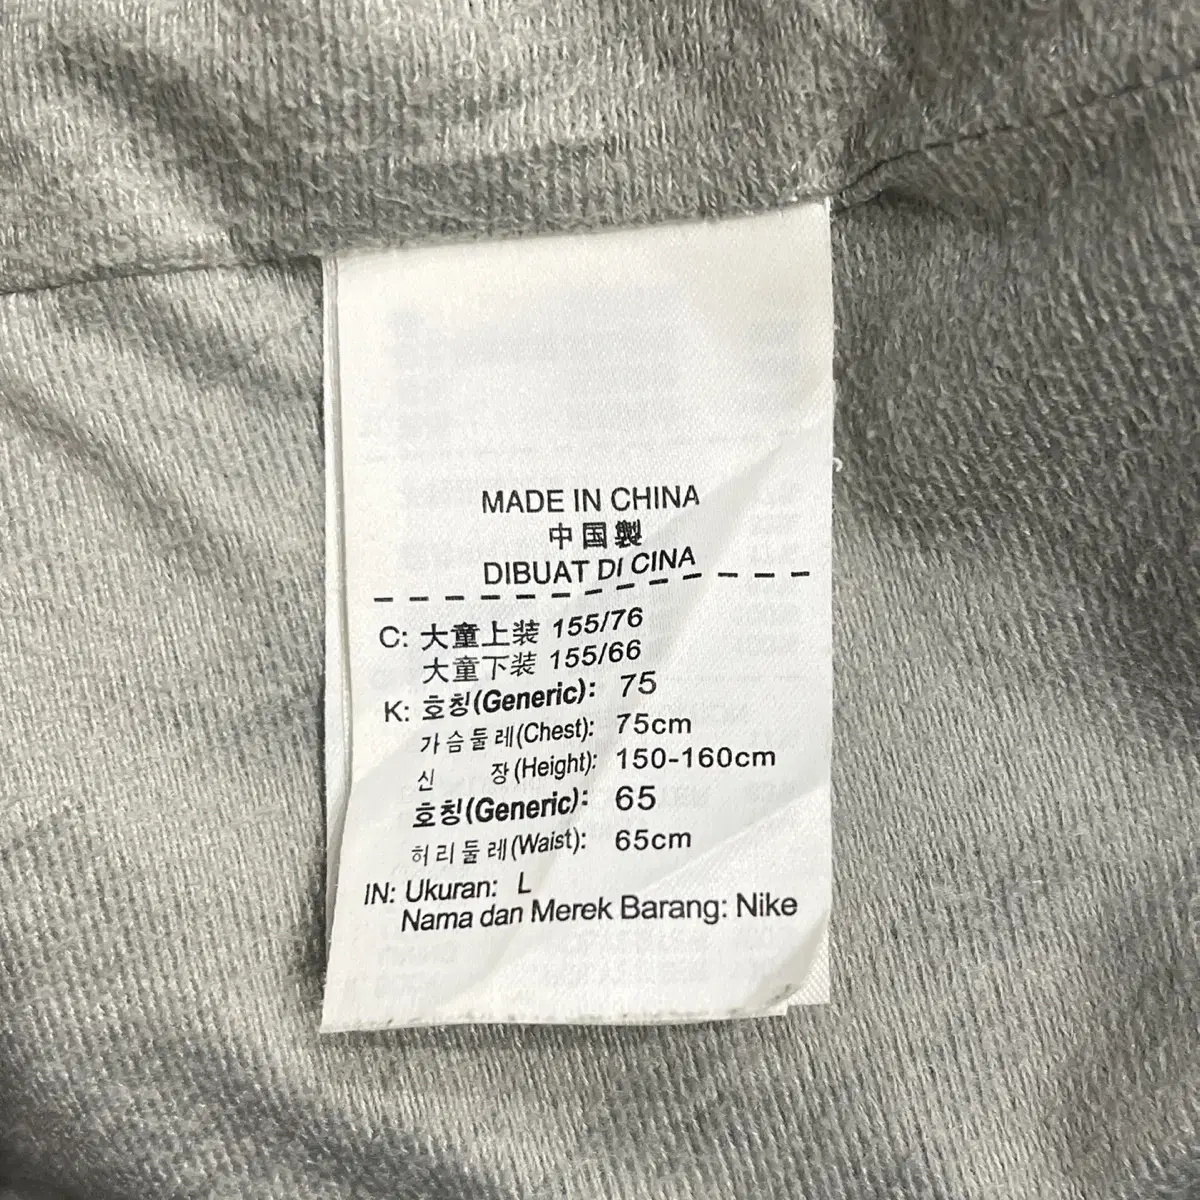 MADE IN CHINA
中国製
DIBUAT DI CINA
C: 大童上装 155/76
大童下装 155/66
K: 호칭(Generic): 75
가슴둘레(Chest): 75cm
신 장(Height): 150-160cm
호칭(Generic): 65
허리둘레(Waist): 65cm
IN: Ukuran: L
Nama dan Merek Barang: Nike